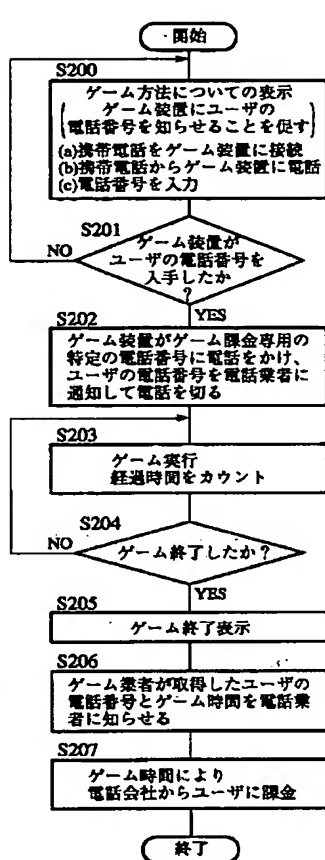 開始
S200
ゲーム方法についての表示
(ゲーム装置にユーザの
電話番号を知らせることを促す)
(a)携帯電話をゲーム装置に接続
(b)携帯電話からゲーム装置に電話
(c)電話番号を入力
S201
ゲーム装置が
ユーザの電話番号を
入手したか
?
NO
YES
S202
ゲーム装置がゲーム課金専用の
特定の電話番号に電話をかけ、
ユーザの電話番号を電話業者に
通知して電話を切る
S203
ゲーム実行
経過時間をカウント
S204
NO
ゲーム終了したか?
YES
S205
ゲーム終了表示
S206
ゲーム業者が取得したユーザの
電話番号とゲーム時間を電話業
者に知らせる
S207
ゲーム時間により
電話会社からユーザに課金
終了